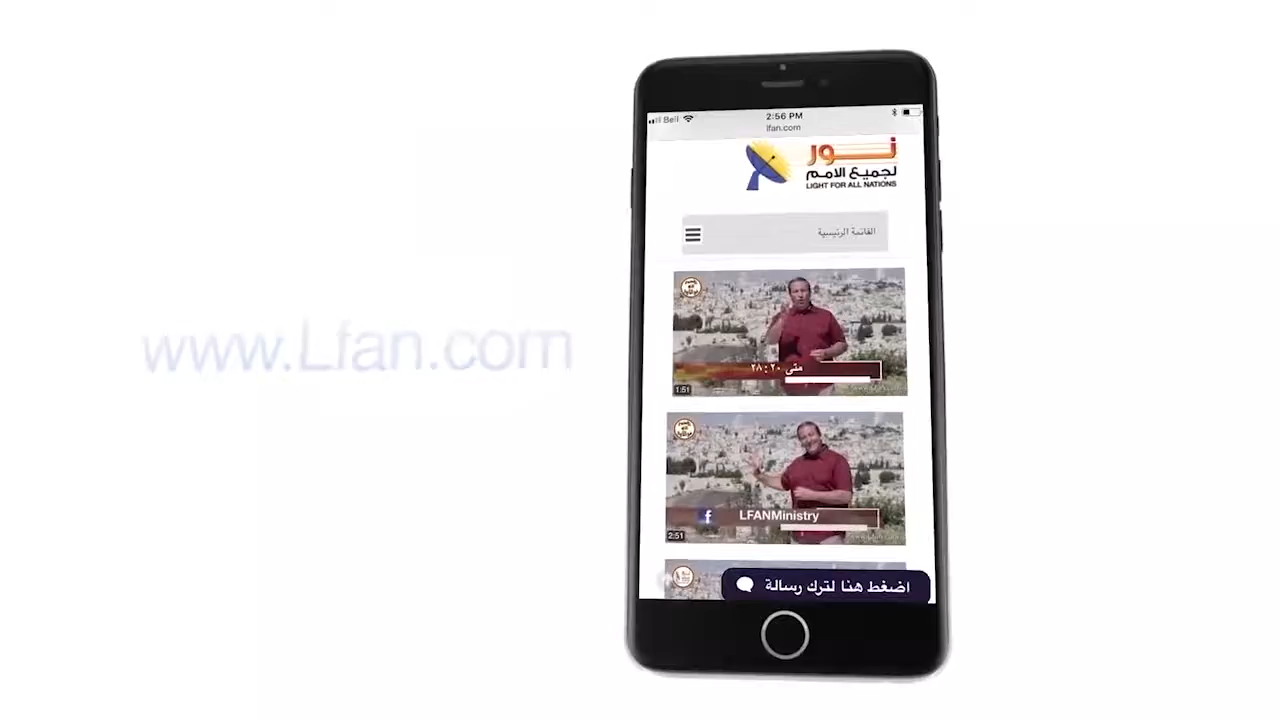 www.Lfan.com
Bell
2:56 PM
lfan.com
نور
لجميع الامم
LIGHT FOR ALL NATIONS
القائمة الرئيسية
متى ٢٠ : ٢٨
1:51
LFANMinistry
2:51
اضغط هنا لترك رسالة